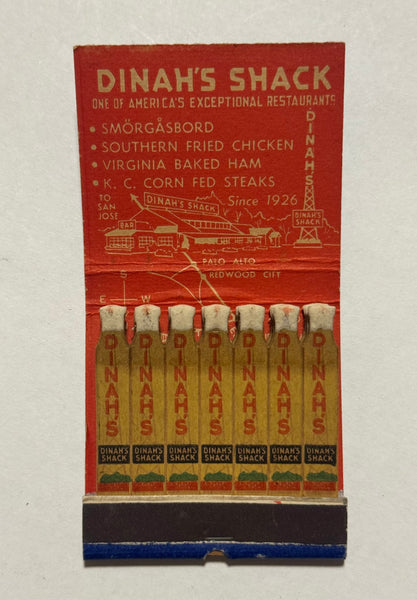 DINAH'S SHACK
ONE OF AMERICA'S EXCEPTIONAL RESTAURANTS
• SMÖRGÅSBORD
• SOUTHERN FRIED CHICKEN
• VIRGINIA BAKED HAM
• K. C. CORN FED STEAKS
DINAH'S
TO
SAN
JOSE
DINAH'S SHACK
Since 1926
BAR
DINAH'S
SHACK
PALO ALTO
REDWOOD CITY
S
E
W
DINAH'S DINAH'S DINAH'S DINAH'S DINAH'S DINAH'S DINAH'S
DINAH'S DINAH'S DINAH'S DINAH'S DINAH'S DINAH'S DINAH'S
SHACK SHACK SHACK SHACK SHACK SHACK SHACK